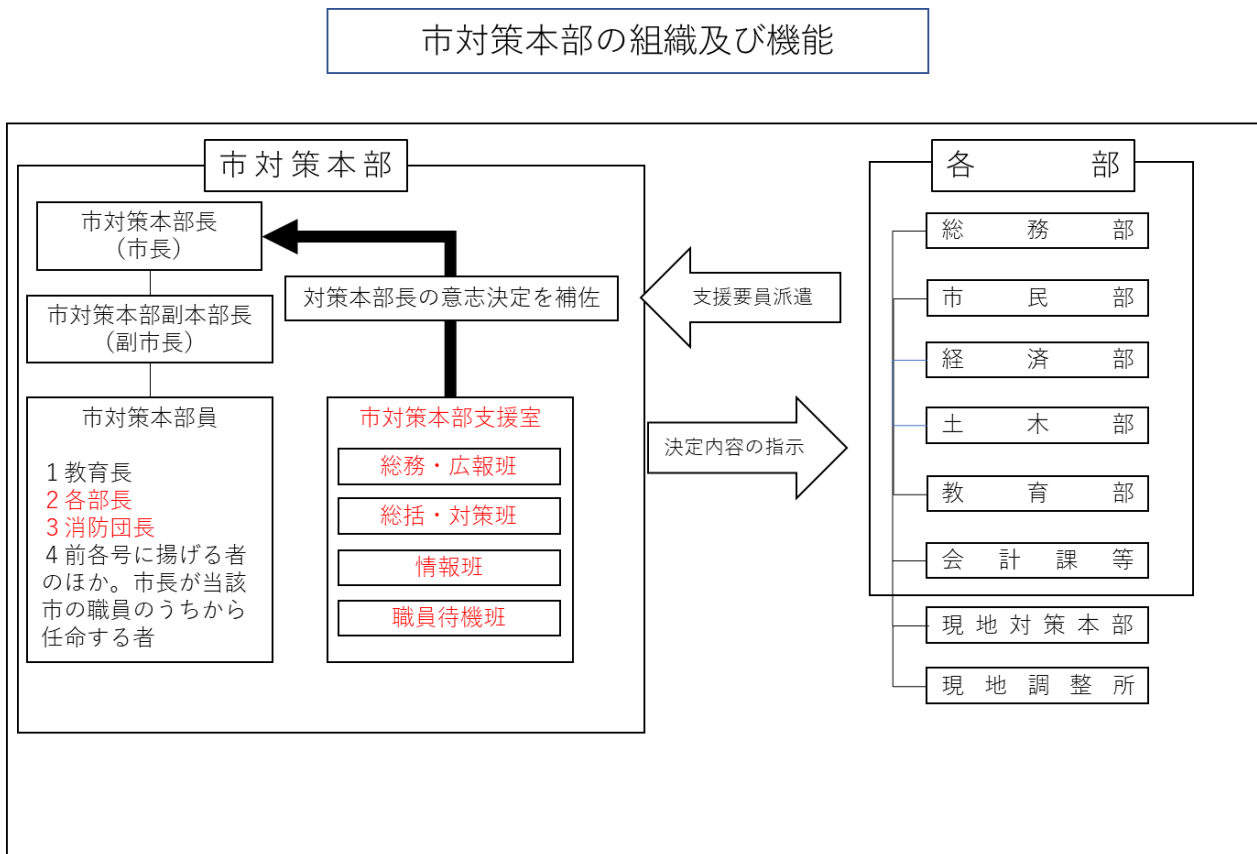 市対策本部の組織及び機能
市対策本部
市対策本部長
(市長)
対策本部長の意志決定を補佐
市対策本部副本部長
(副市長)
市対策本部員
1教育長
2各部長
3消防団長
4前各号に揚げる者
のほか。市長が当該
市の職員のうちから
任命する者
市対策本部支援室
総務・広報班
総括・対策班
情報班
職員待機班
支援要員派遣
決定内容の指示
各部
総務部
市民部
経済部
土木部
教育部
会計課等
現地対策本部
現地調整所